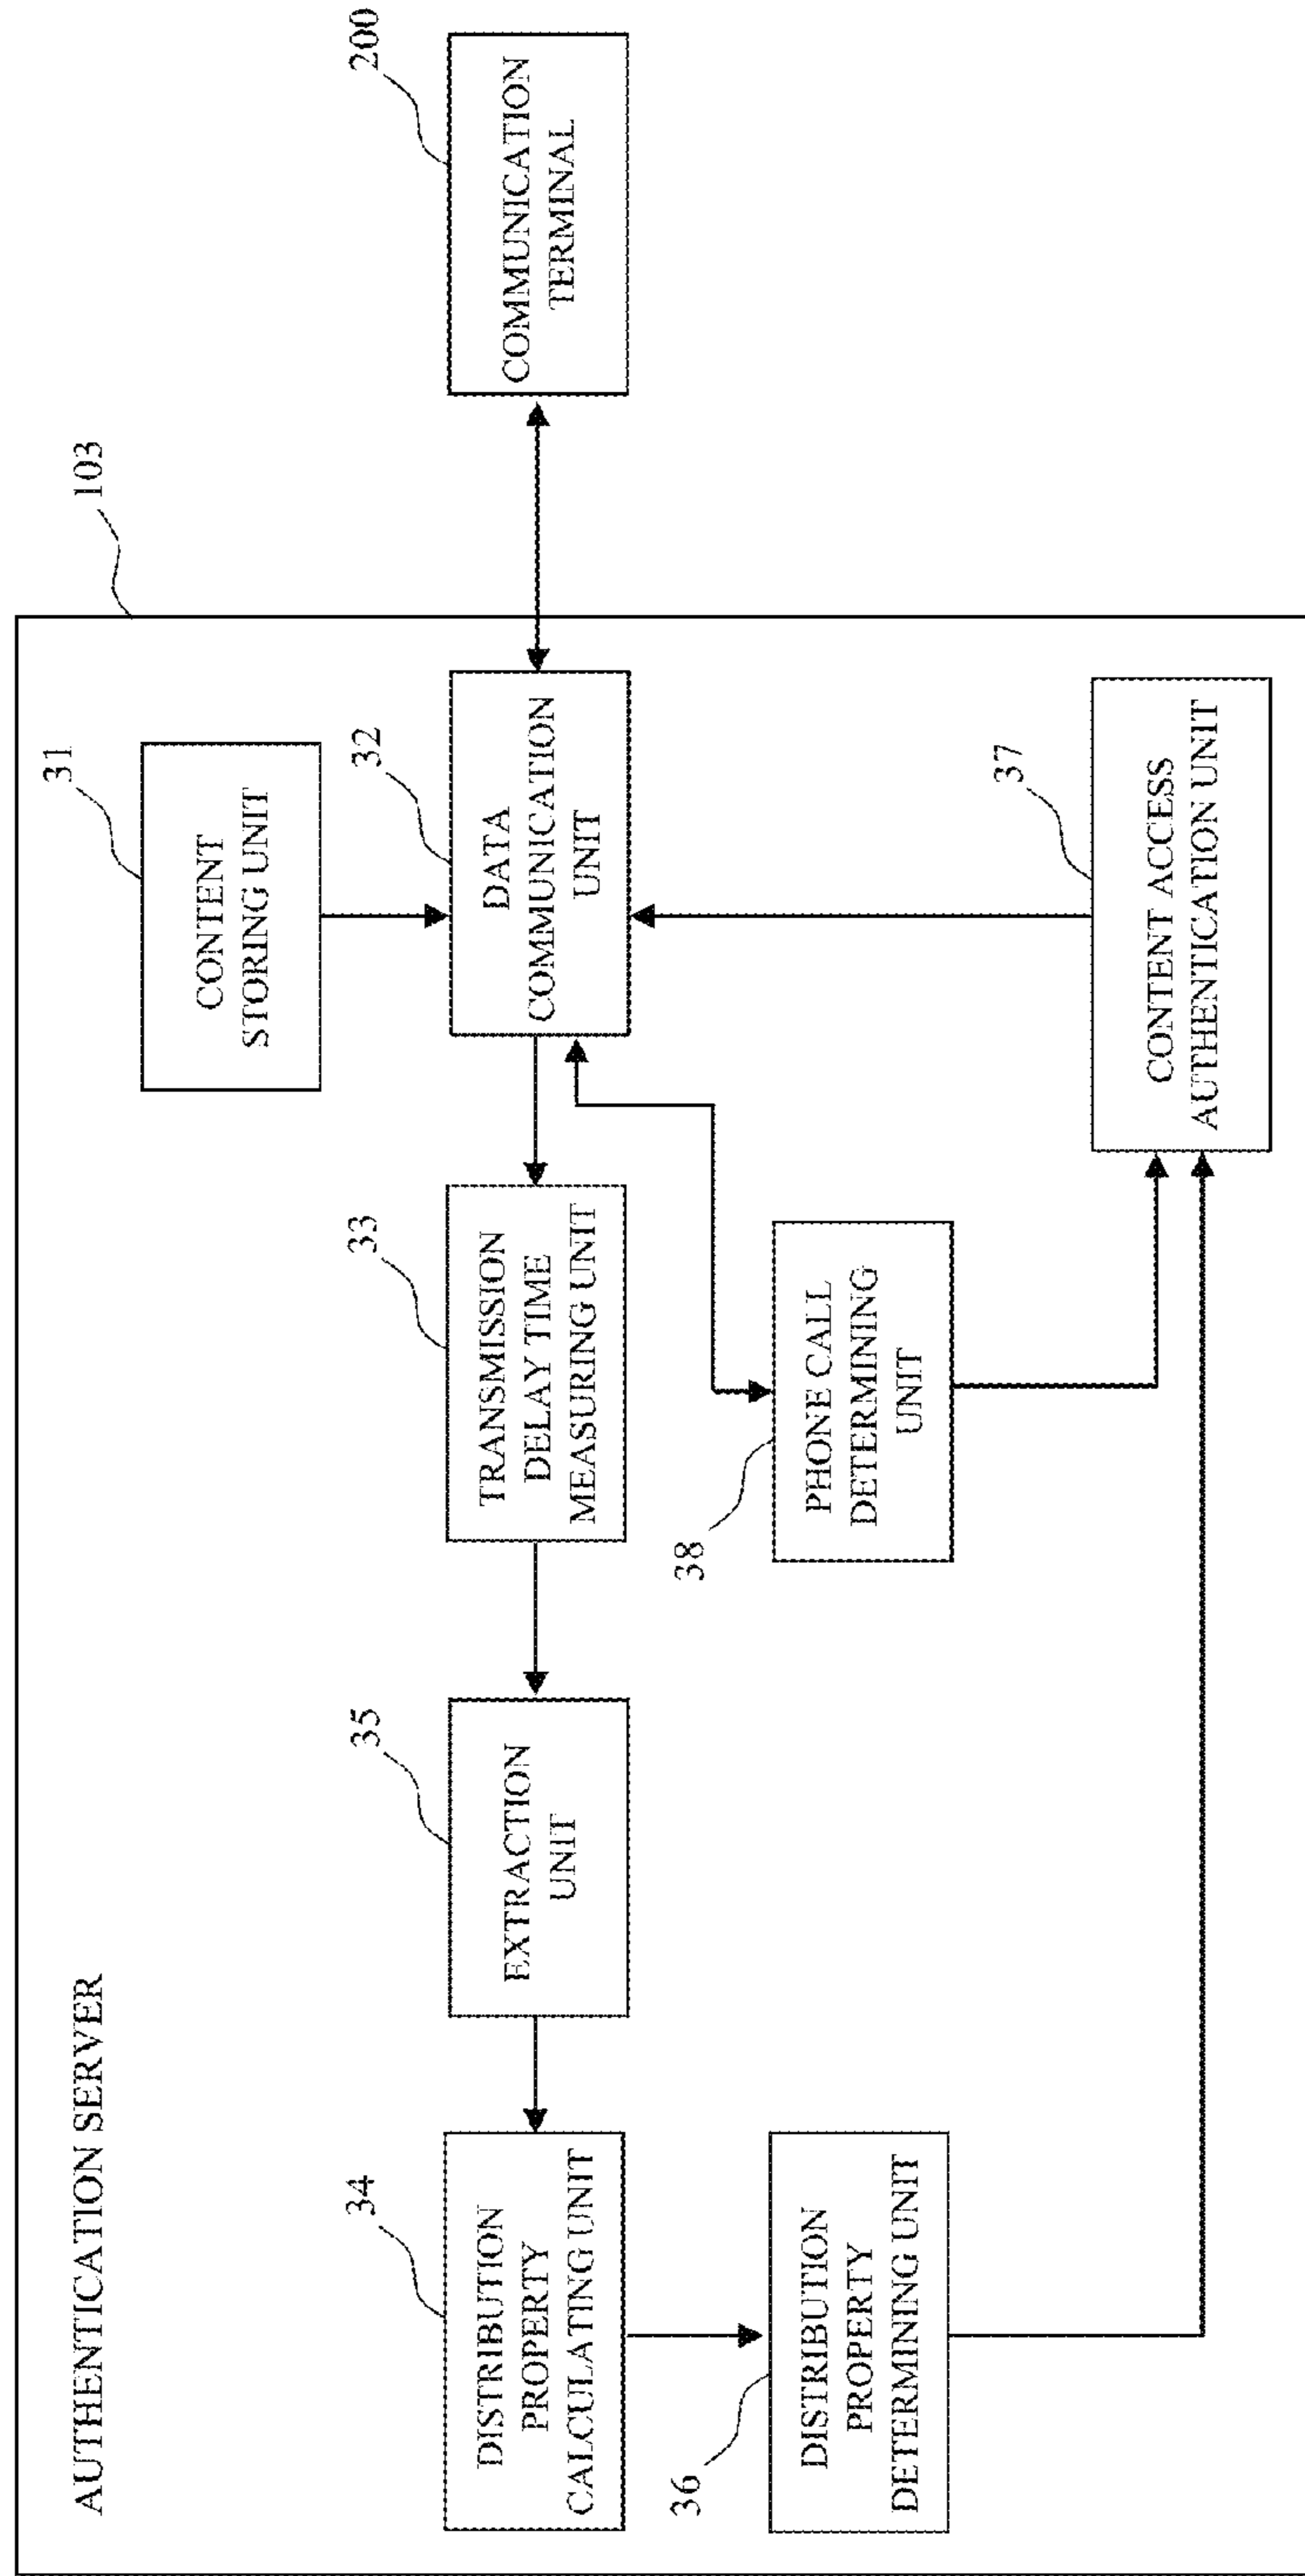 AUTHENTICATION SERVER
103
31
CONTENT
STORING UNIT
34
DISTRIBUTION
PROPERTY
CALCULATING UNIT
35
EXTRACTION
UNIT
33
TRANSMISSION
DELAY TIME
MEASURING UNIT
32
DATA
COMMUNICATION
UNIT
200
COMMUNICATION
TERMINAL
36
DISTRIBUTION
PROPERTY
DETERMINING UNIT
38
PHONE CALL
DETERMINING
UNIT
37
CONTENT ACCESS
AUTHENTICATION UNIT